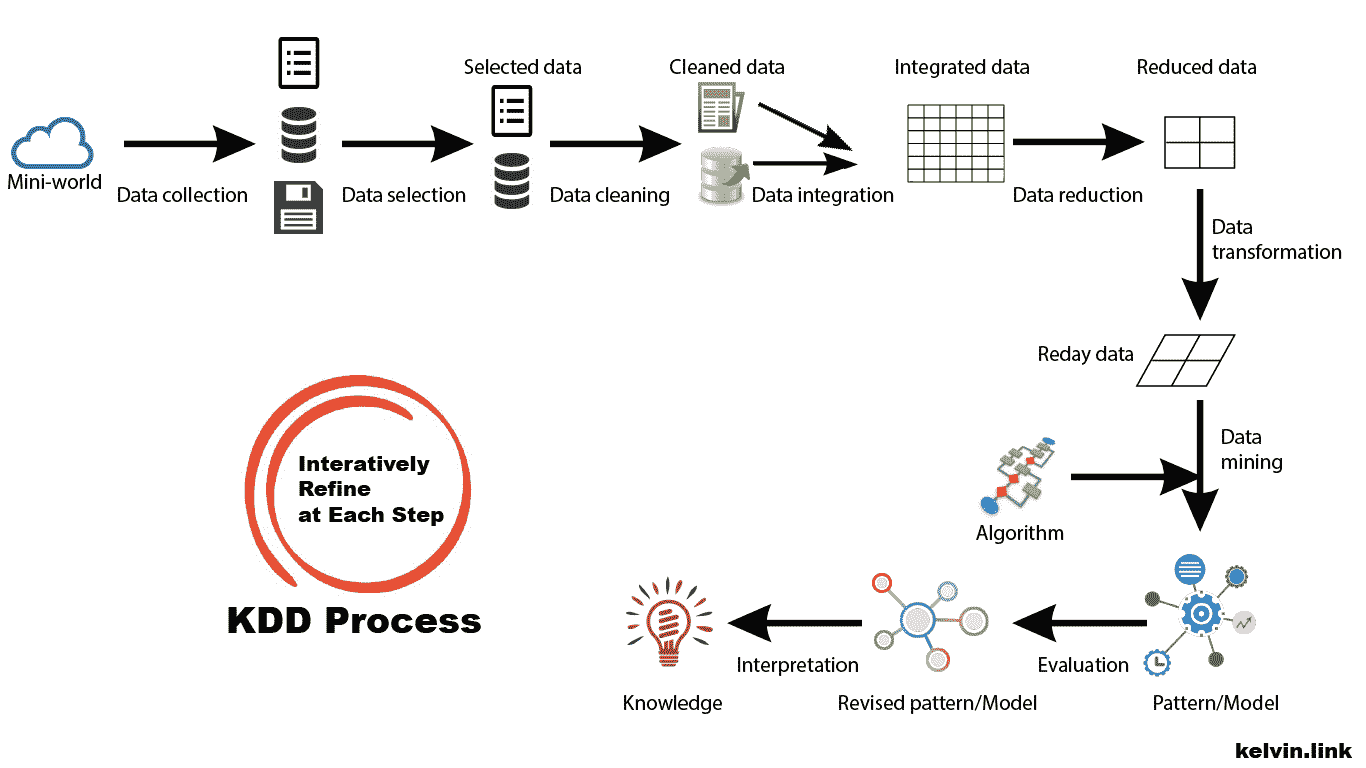 Selected data
Cleaned data
Integrated data
Reduced data
Mini-world
Data collection
Data selection
Data cleaning
Data integration
Data reduction
Data
transformation
Reday data
Data
mining
Algorithm
Interatively
Refine
at Each Step
KDD Process
Knowledge
Interpretation
Revised pattern/Model
Evaluation
Pattern/Model
kelvin.link